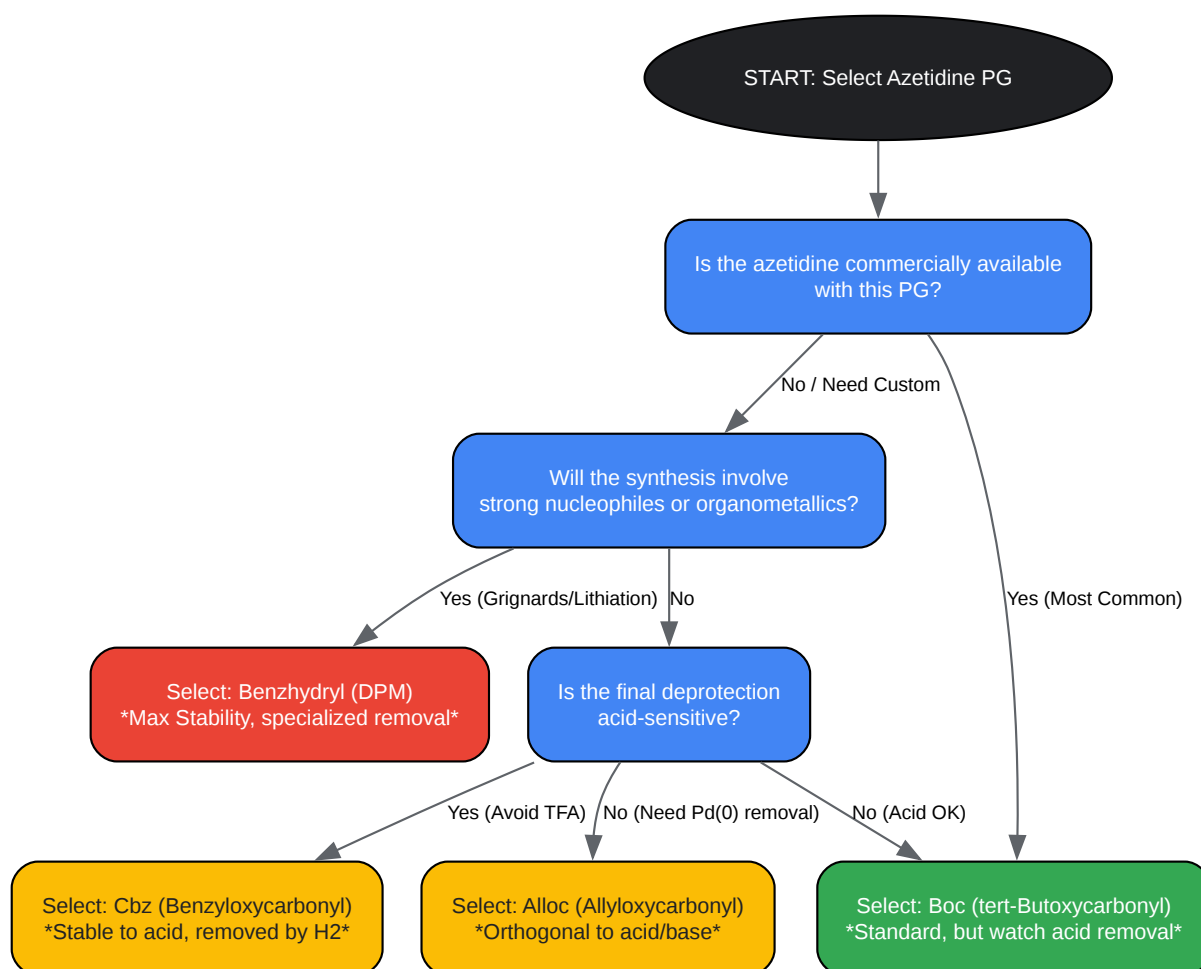 START: Select Azetidine PG
Is the azetidine commercially available
with this PG?
No / Need Custom
Will the synthesis involve
strong nucleophiles or organometallics?
Yes (Grignards/Lithiation)
No
Yes (Most Common)
Select: Benzhydryl (DPM)
*Max Stability, specialized removal*
Is the final deprotection
acid-sensitive?
Yes (Avoid TFA)
No (Need Pd(0) removal)
No (Acid OK)
Select: Cbz (Benzyloxycarbonyl)
*Stable to acid, removed by H2*
Select: Alloc (Allyloxycarbonyl)
*Orthogonal to acid/base*
Select: Boc (tert-Butoxycarbonyl)
*Standard, but watch acid removal*